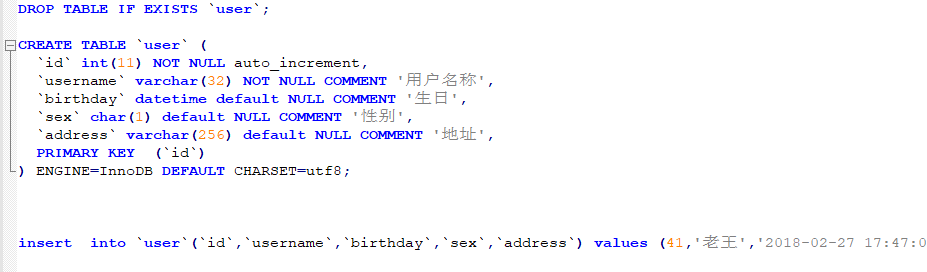 DROP TABLE IF EXISTS `user`;
CREATE TABLE `user` (
  `id` int(11) NOT NULL auto_increment,
  `username` varchar(32) NOT NULL COMMENT '用户名称',
  `birthday` datetime default NULL COMMENT '生日',
  `sex` char(1) default NULL COMMENT '性别',
  `address` varchar(256) default NULL COMMENT '地址',
  PRIMARY KEY  (`id`)
) ENGINE=InnoDB DEFAULT CHARSET=utf8;
insert  into `user`(`id`,`username`,`birthday`,`sex`,`address`) values (41,'老王','2018-02-27 17:47:0